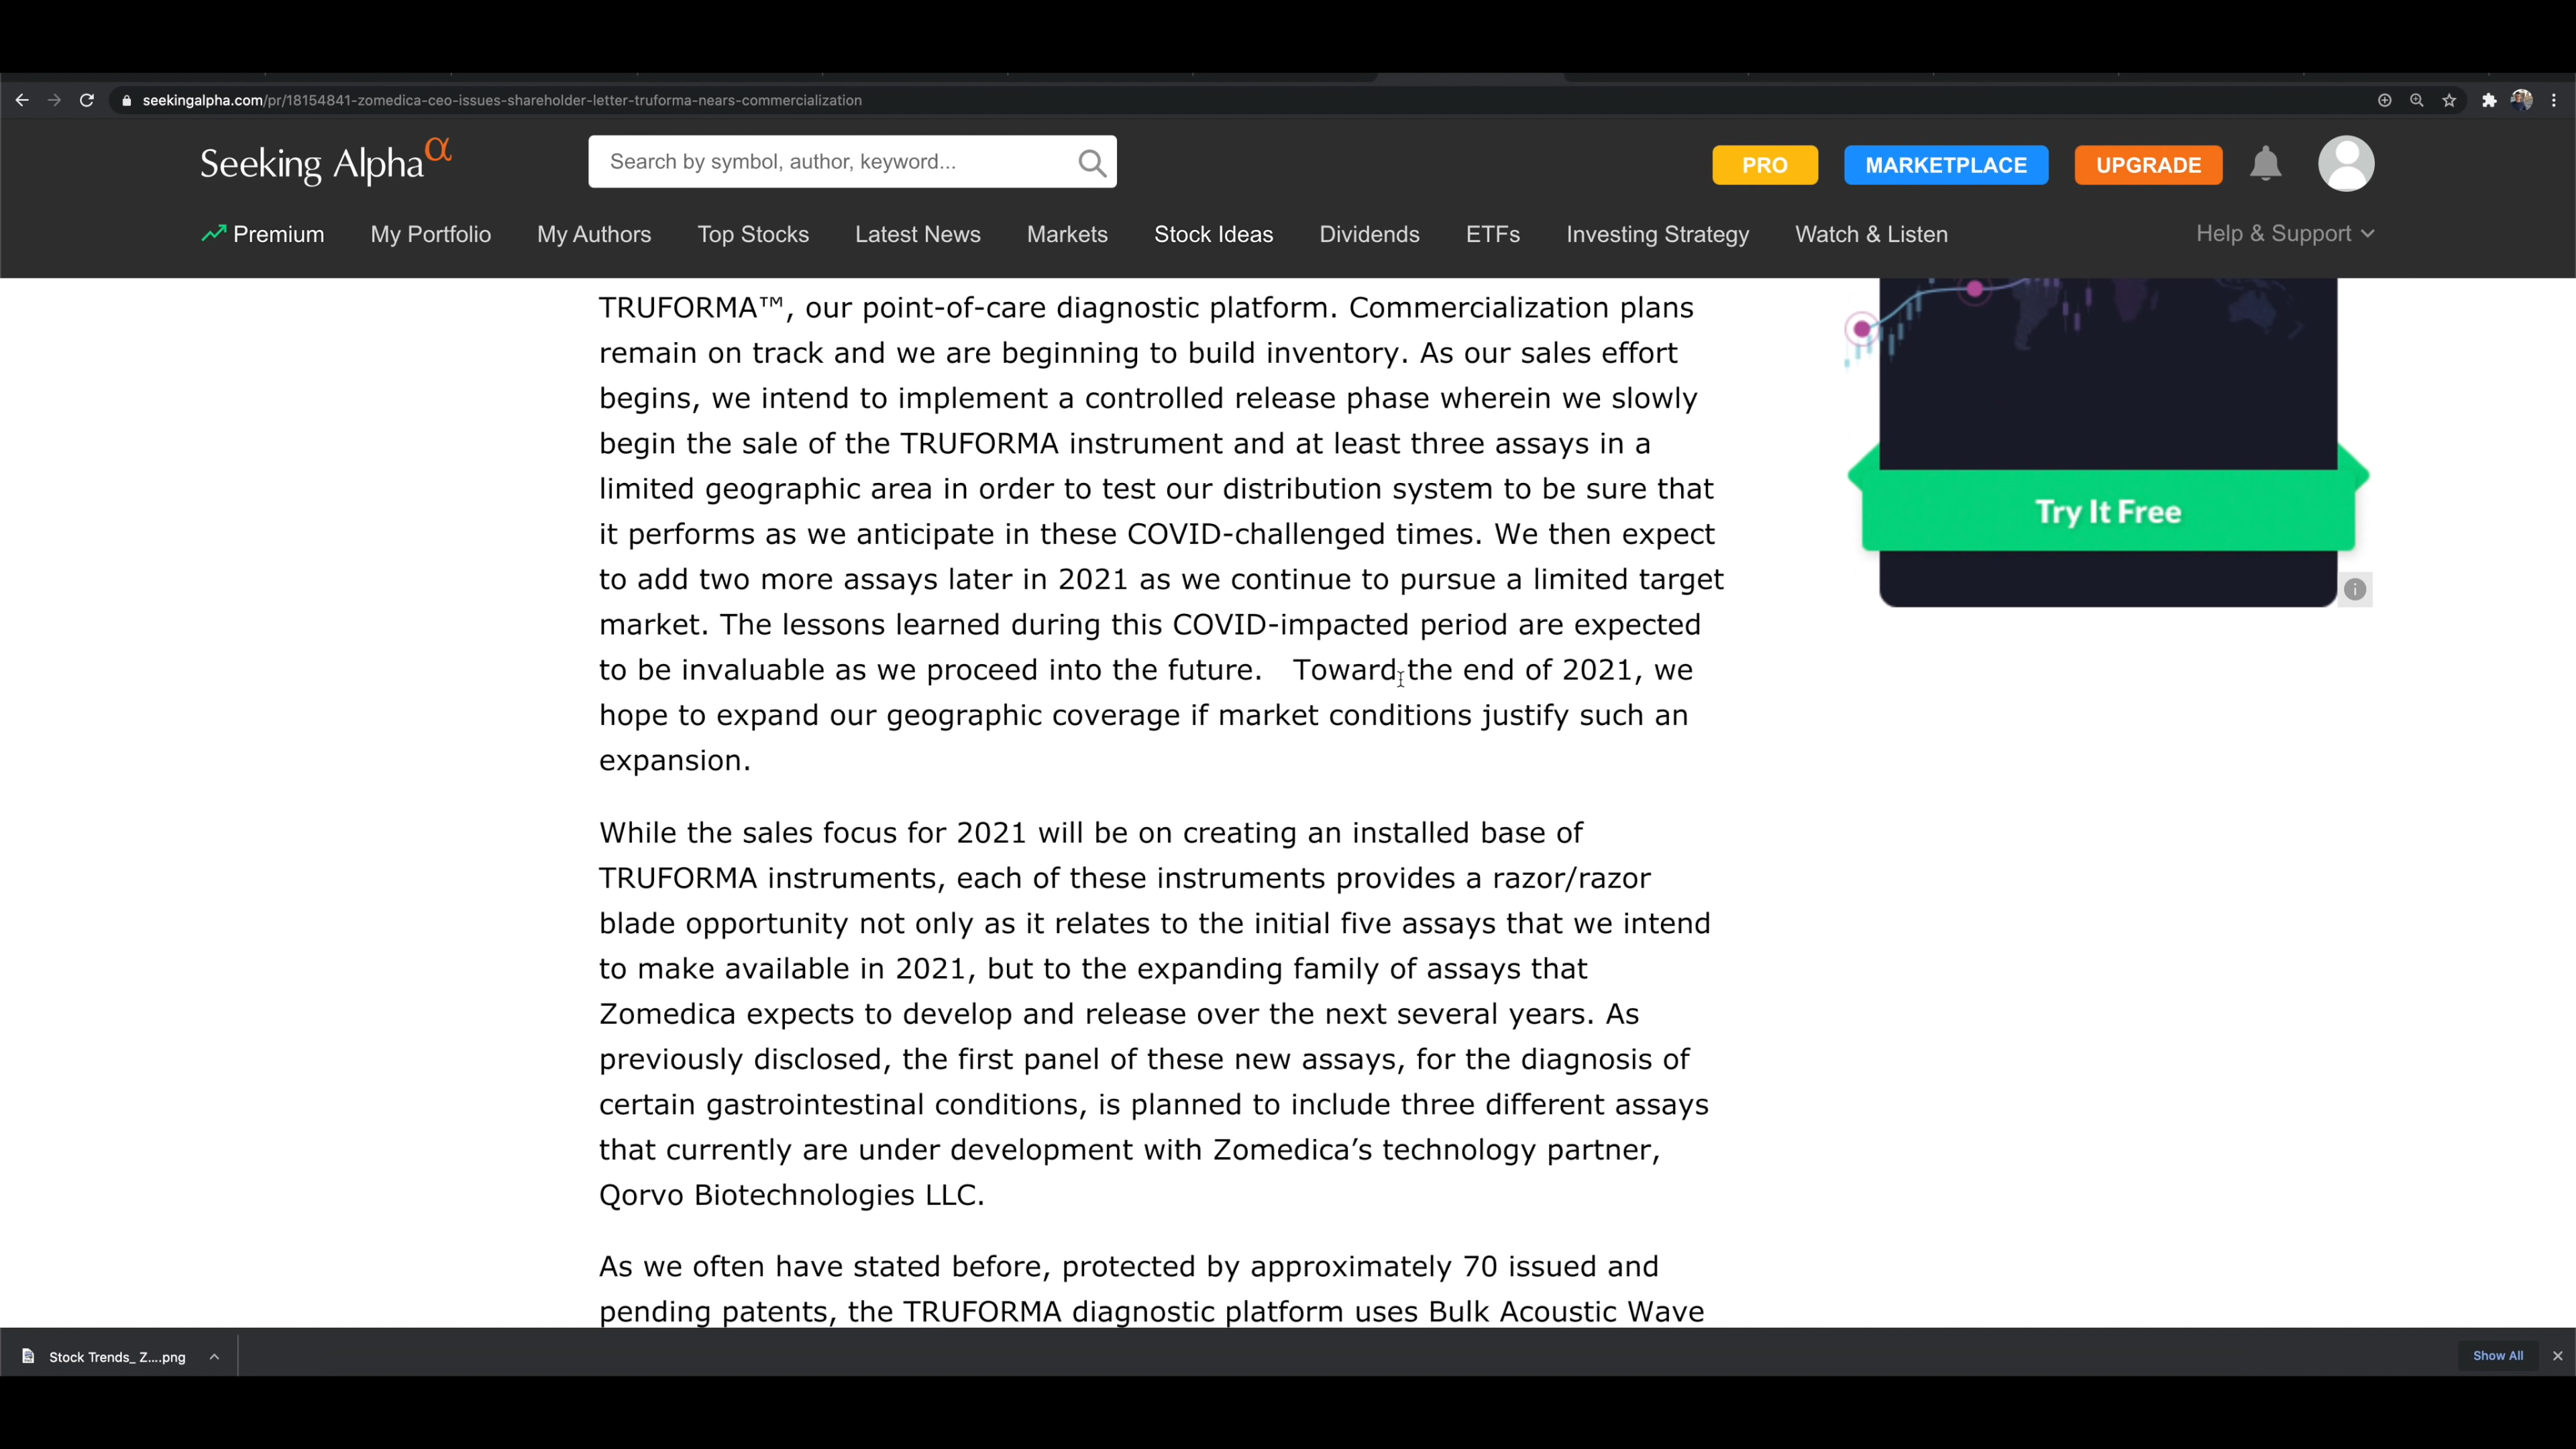 seekingalpha.com/pr/18154841-zomedica-ceo-issues-shareholder-letter-truforma-nears-commercialization
Seeking Alphaα
Search by symbol, author, keyword...
PRO
MARKETPLACE
UPGRADE
Premium
My Portfolio
My Authors
Top Stocks
Latest News
Markets
Stock Ideas
Dividends
ETFs
Investing Strategy
Watch & Listen
Help & Support
TRUFORMA™, our point-of-care diagnostic platform. Commercialization plans
remain on track and we are beginning to build inventory. As our sales effort
begins, we intend to implement a controlled release phase wherein we slowly
begin the sale of the TRUFORMA instrument and at least three assays in a
limited geographic area in order to test our distribution system to be sure that
it performs as we anticipate in these COVID-challenged times. We then expect
to add two more assays later in 2021 as we continue to pursue a limited target
market. The lessons learned during this COVID-impacted period are expected
to be invaluable as we proceed into the future.   Toward the end of 2021, we
hope to expand our geographic coverage if market conditions justify such an
expansion.
Try It Free
While the sales focus for 2021 will be on creating an installed base of
TRUFORMA instruments, each of these instruments provides a razor/razor
blade opportunity not only as it relates to the initial five assays that we intend
to make available in 2021, but to the expanding family of assays that
Zomedica expects to develop and release over the next several years. As
previously disclosed, the first panel of these new assays, for the diagnosis of
certain gastrointestinal conditions, is planned to include three different assays
that currently are under development with Zomedica's technology partner,
Qorvo Biotechnologies LLC.
As we often have stated before, protected by approximately 70 issued and
pending patents, the TRUFORMA diagnostic platform uses Bulk Acoustic Wave
Stock Trends_ Z....png
Show All